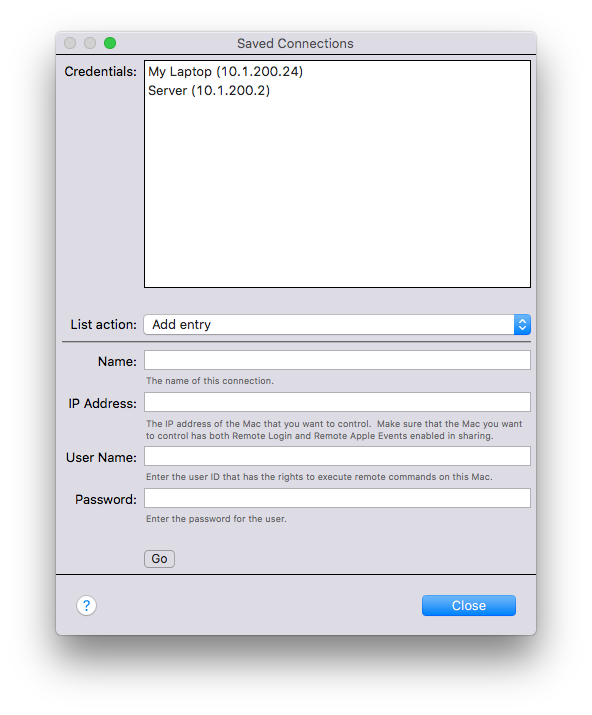 Saved Connections
Credentials:
My Laptop (10.1.200.24)
Server (10.1.200.2)
List action: Add entry
Name:
The name of this connection.
IP Address:
The IP address of the Mac that you want to control.  Make sure that the Mac you want
to control has both Remote Login and Remote Apple Events enabled in sharing.
User Name:
Enter the user ID that has the rights to execute remote commands on this Mac.
Password:
Enter the password for the user.
Go
? Close